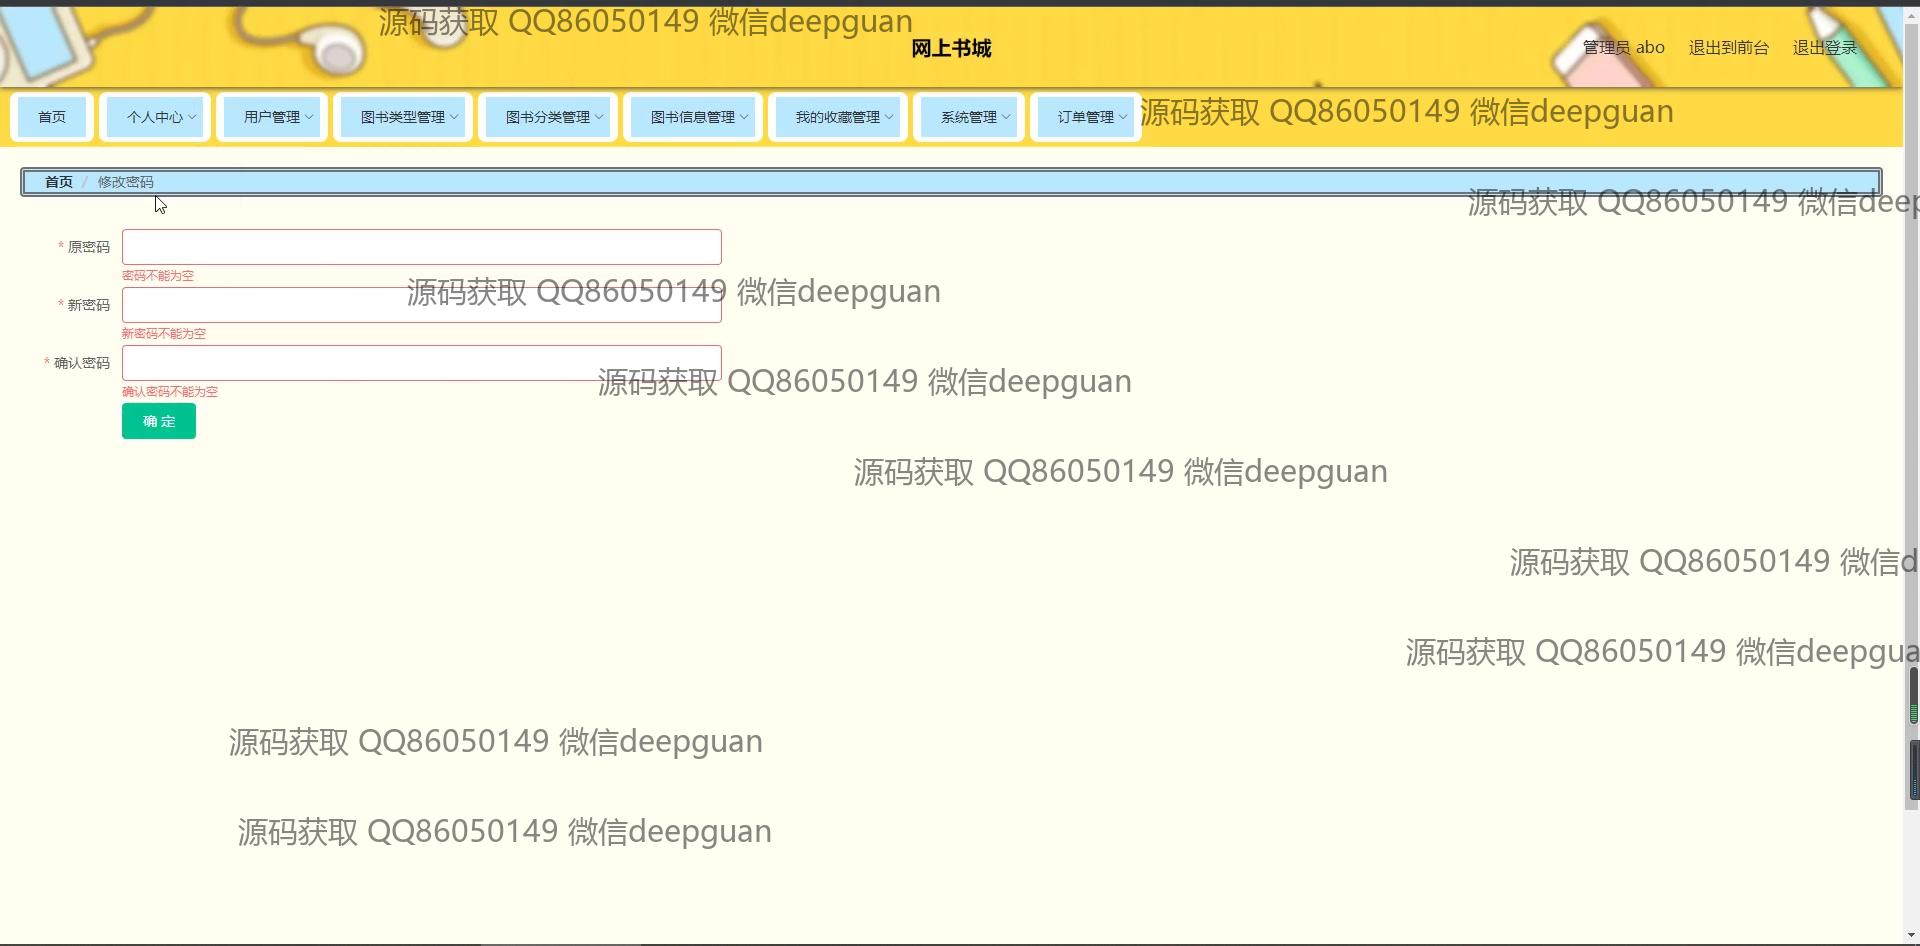 源码获取 QQ86050149 微信deepguan
网上书城
管理员 abo 退出到前台 退出登录
首页 个人中心 用户管理 图书类型管理 图书分类管理 图书信息管理 我的收藏管理 系统管理 订单管理
源码获取 QQ86050149 微信deepguan
首页 / 修改密码
源码获取 QQ86050149 微信deep
* 原密码
密码不能为空
源码获取 QQ86050149 微信deepguan
* 新密码
新密码不能为空
* 确认密码
源码获取 QQ86050149 微信deepguan
确认密码不能为空
确定
源码获取 QQ86050149 微信deepguan
源码获取 QQ86050149 微信d
源码获取 QQ86050149 微信deepgua
源码获取 QQ86050149 微信deepguan
源码获取 QQ86050149 微信deepguan